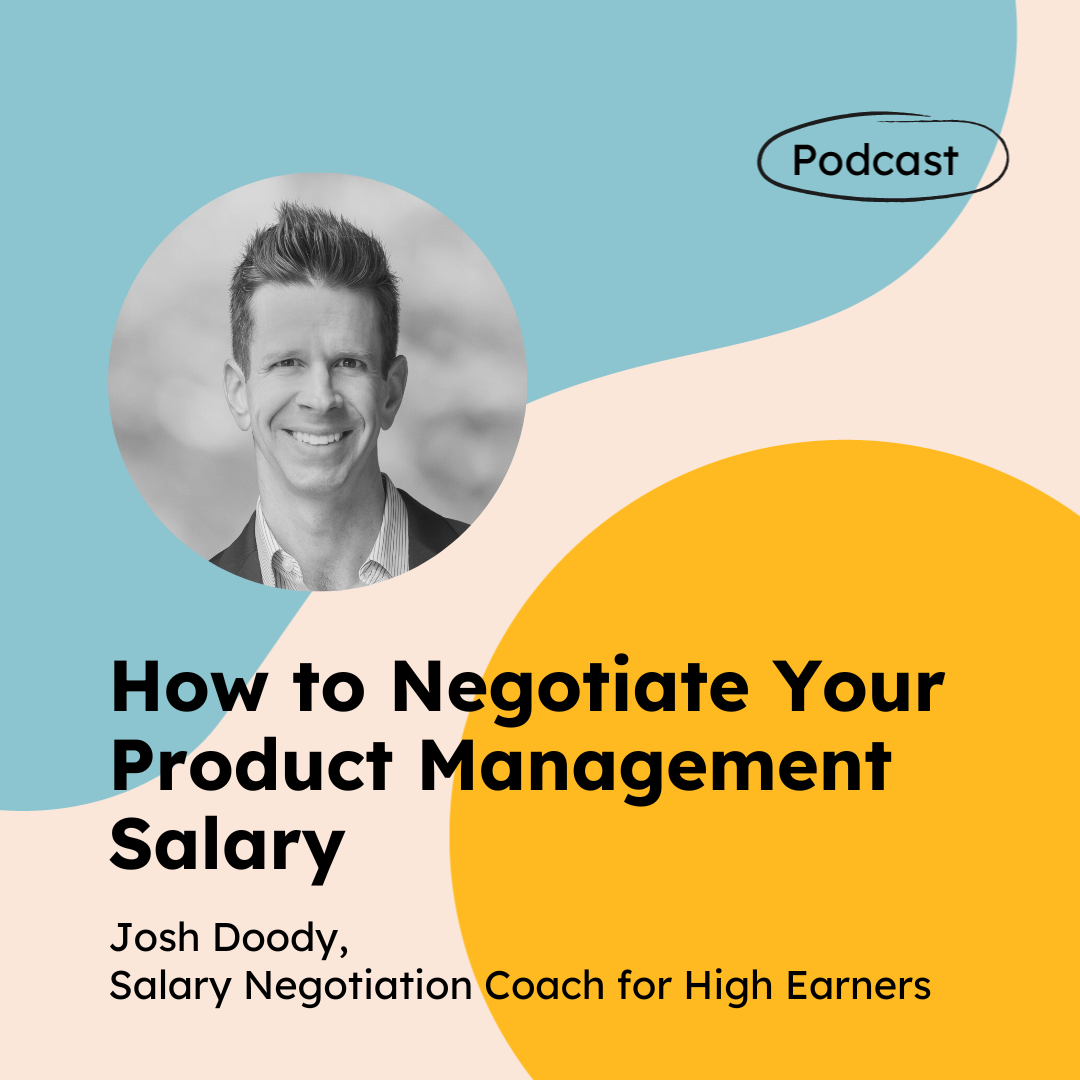 Podcast
How to Negotiate Your
Product Management
Salary
Josh Doody,
Salary Negotiation Coach for High Earners